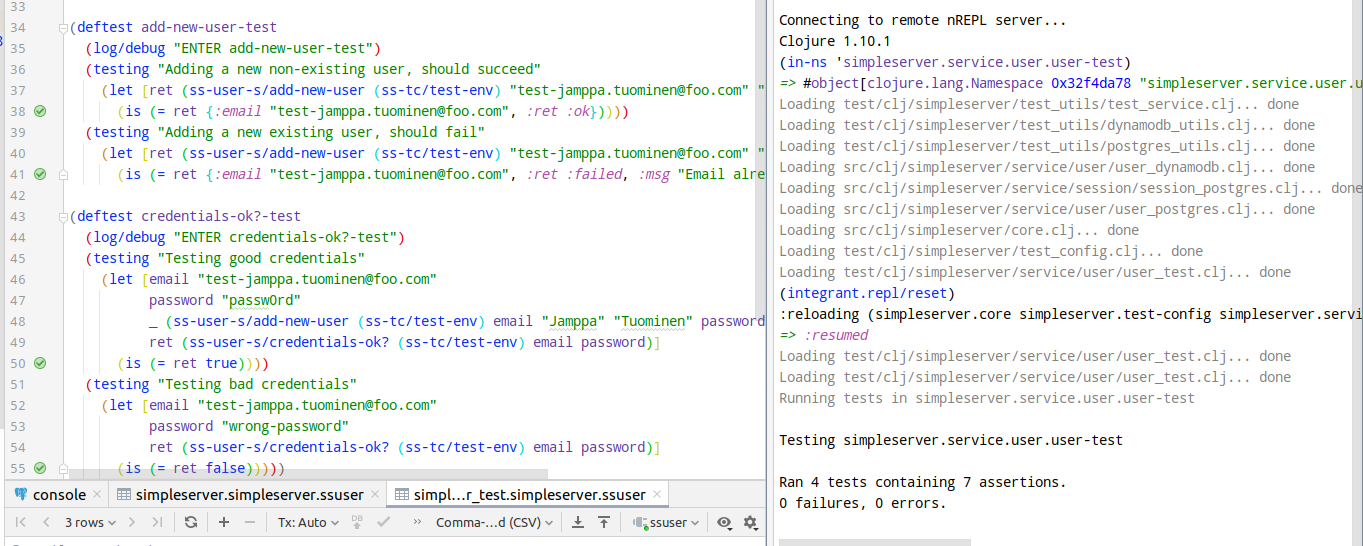 33
34 (deftest add-new-user-test
35 (log/debug "ENTER add-new-user-test")
36 (testing "Adding a new non-existing user, should succeed"
37 (let [ret (ss-user-s/add-new-user (ss-tc/test-env) "test-jamppa.tuominen@foo.com" "
38 (is (= ret {:email "test-jamppa.tuominen@foo.com", :ret :ok}))))
39 (testing "Adding a new existing user, should fail"
40 (let [ret (ss-user-s/add-new-user (ss-tc/test-env) "test-jamppa.tuominen@foo.com" "
41 (is (= ret {:email "test-jamppa.tuominen@foo.com", :ret :failed, :msg "Email alre
42
43 (deftest credentials-ok?-test
44 (log/debug "ENTER credentials-ok?-test")
45 (testing "Testing good credentials"
46 (let [email "test-jamppa.tuominen@foo.com"
47 password "passw0rd"
48 _ (ss-user-s/add-new-user (ss-tc/test-env) email "Jamppa" "Tuominen" password
49 ret (ss-user-s/credentials-ok? (ss-tc/test-env) email password)]
50 (is (= ret true))))
51 (testing "Testing bad credentials"
52 (let [email "test-jamppa.tuominen@foo.com"
53 password "wrong-password"
54 ret (ss-user-s/credentials-ok? (ss-tc/test-env) email password)]
55 (is (= ret false)))))
console simpleserver.simpleserver.ssuser simpl...r_test.simpleserver.ssuser
3 rows Tx: Auto DB Comma-...d (CSV) ssuser
Connecting to remote nREPL server...
Clojure 1.10.1
(in-ns 'simpleserver.service.user.user-test)
=> #object[clojure.lang.Namespace 0x32f4da78 "simpleserver.service.user.u
Loading test/clj/simpleserver/test_utils/test_service.clj... done
Loading test/clj/simpleserver/test_utils/dynamodb_utils.clj... done
Loading test/clj/simpleserver/test_utils/postgres_utils.clj... done
Loading src/clj/simpleserver/service/user/user_dynamodb.clj... done
Loading src/clj/simpleserver/service/session/session_postgres.clj... done
Loading src/clj/simpleserver/service/user/user_postgres.clj... done
Loading src/clj/simpleserver/core.clj... done
Loading test/clj/simpleserver/test_config.clj... done
Loading test/clj/simpleserver/service/user/user_test.clj... done
(integrant.repl/reset)
:reloading (simpleserver.core simpleserver.test-config simpleserver.servi
=> :resumed
Loading test/clj/simpleserver/service/user/user_test.clj... done
Loading test/clj/simpleserver/service/user/user_test.clj... done
Running tests in simpleserver.service.user.user-test
Testing simpleserver.service.user.user-test
Ran 4 tests containing 7 assertions.
0 failures, 0 errors.